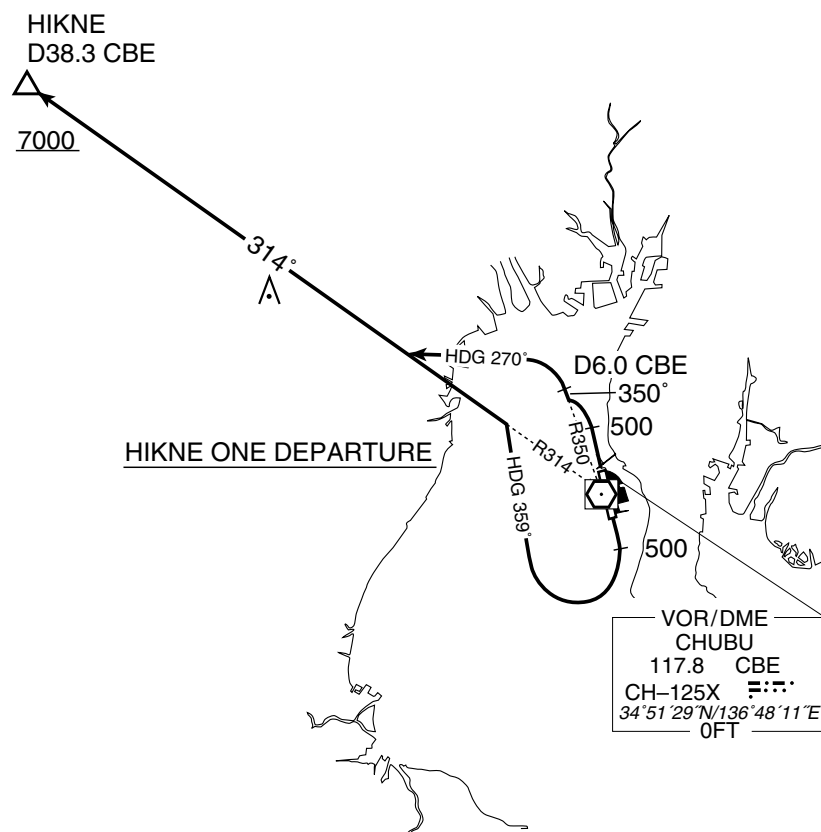 HIKNE
D38.3 CBE
7000
314°
HDG 270°
D6.0 CBE
350°
500
R350
R314
HIKNE ONE DEPARTURE
HDG 359°
500
VOR/DME
CHUBU
117.8 CBE
CH–125X
34°51´29˝N/136°48´11˝E
0FT